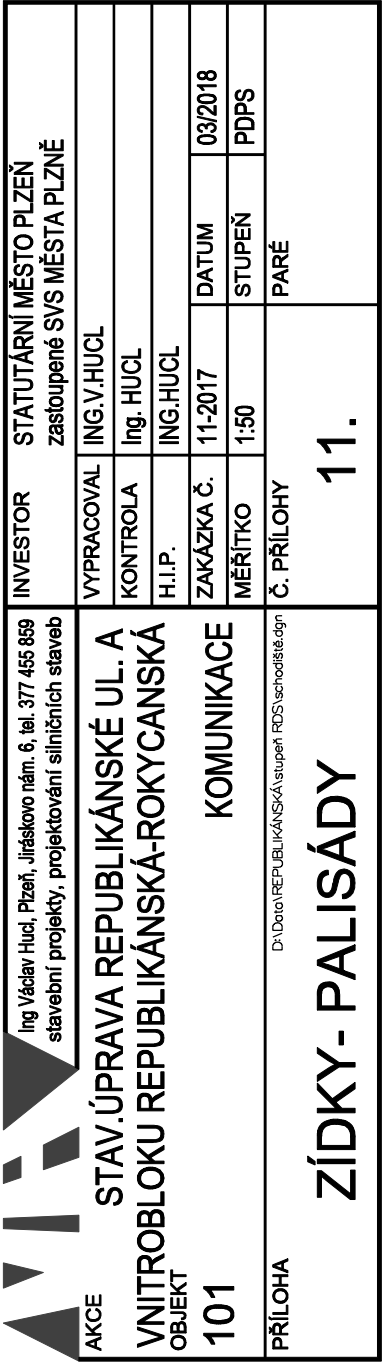 Ing Václav Hucl, Plzeň, Jiráskovo nám. 6, tel. 377 455 859
stavební projekty, projektování silničních staveb
AKCE
STAV.ÚPRAVA REPUBLIKÁNSKÉ UL. A
VNITROBLOKU REPUBLIKÁNSKÁ-ROKYCANSKÁ
OBJEKT
101 KOMUNIKACE
PŘÍLOHA
D:\Data\REPUBLIKÁNSKÁ\stupeň RDS\schodiště.dgn
ZÍDKY- PALISÁDY
INVESTOR STATUTÁRNÍ MĚSTO PLZEŇ
zastoupené SVS MĚSTA PLZNĚ
VYPRACOVAL ING.V.HUCL
KONTROLA Ing. HUCL
H.I.P. ING.HUCL
ZAKÁZKA Č. 11-2017 DATUM 03/2018
MĚŘÍTKO 1:50 STUPEŇ PDPS
Č. PŘÍLOHY PARÉ
11.